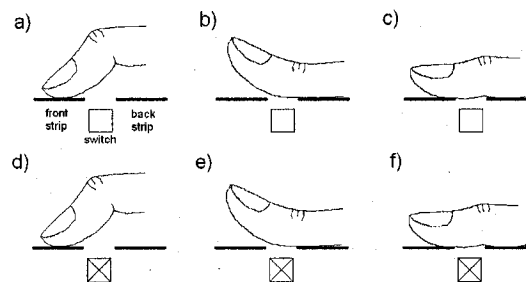 a)
b)
c)
front strip
switch
back strip
d)
e)
f)